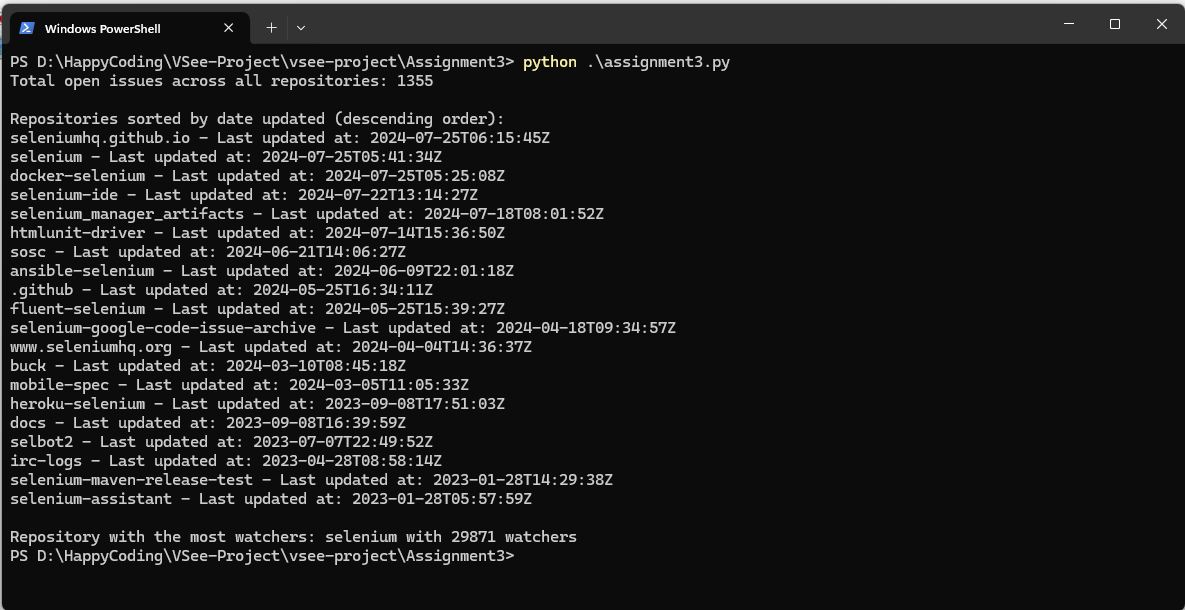 Windows PowerShell
PS D:\HappyCoding\VSee-Project\vsee-project\Assignment3> python .\assignment3.py
Total open issues across all repositories: 1355
Repositories sorted by date updated (descending order):
seleniumhq.github.io - Last updated at: 2024-07-25T06:15:45Z
selenium - Last updated at: 2024-07-25T05:41:34Z
docker-selenium - Last updated at: 2024-07-25T05:25:08Z
selenium-ide - Last updated at: 2024-07-22T13:14:27Z
selenium_manager_artifacts - Last updated at: 2024-07-18T08:01:52Z
htmlunit-driver - Last updated at: 2024-07-14T15:36:50Z
sosc - Last updated at: 2024-06-21T14:06:27Z
ansible-selenium - Last updated at: 2024-06-09T22:01:18Z
.github - Last updated at: 2024-05-25T16:34:11Z
fluent-selenium - Last updated at: 2024-05-25T15:39:27Z
selenium-google-code-issue-archive - Last updated at: 2024-04-18T09:34:57Z
www.seleniumhq.org - Last updated at: 2024-04-04T14:36:37Z
buck - Last updated at: 2024-03-10T08:45:18Z
mobile-spec - Last updated at: 2024-03-05T11:05:33Z
heroku-selenium - Last updated at: 2023-09-08T17:51:03Z
docs - Last updated at: 2023-09-08T16:39:59Z
selbot2 - Last updated at: 2023-07-07T22:49:52Z
irc-logs - Last updated at: 2023-04-28T08:58:14Z
selenium-maven-release-test - Last updated at: 2023-01-28T14:29:38Z
selenium-assistant - Last updated at: 2023-01-28T05:57:59Z
Repository with the most watchers: selenium with 29871 watchers
PS D:\HappyCoding\VSee-Project\vsee-project\Assignment3>